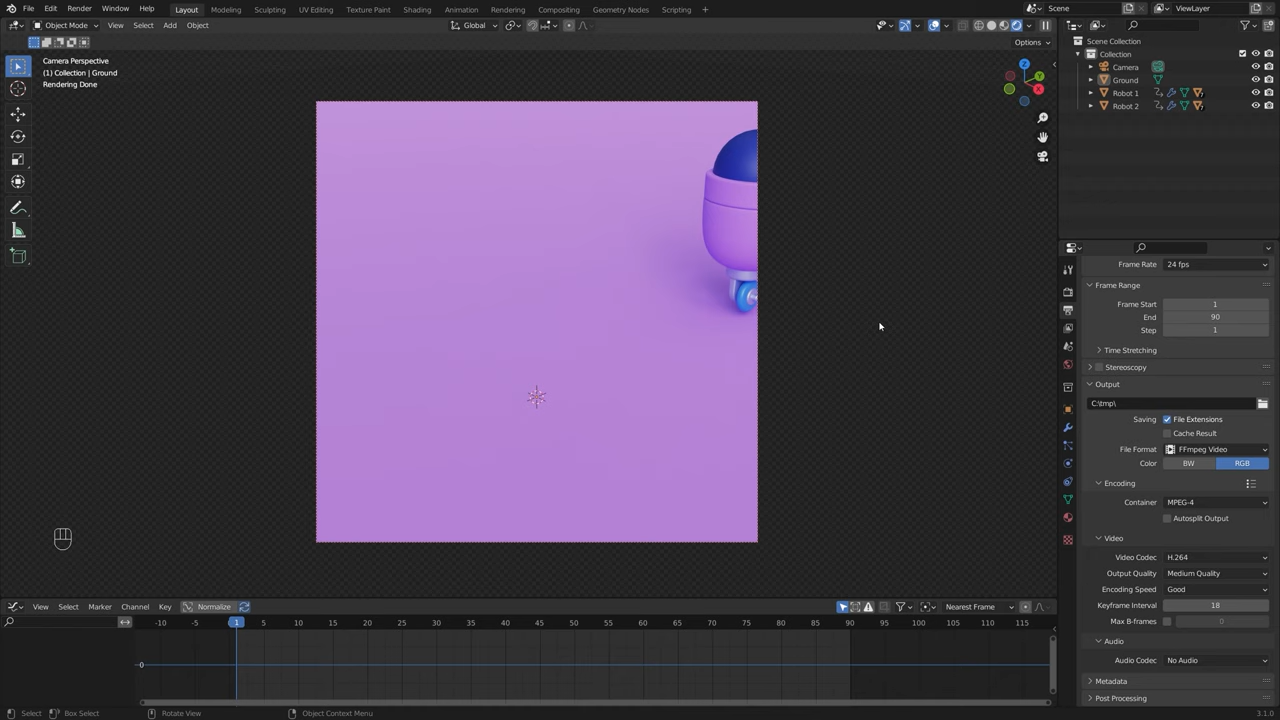 File Edit Render Window Help Layout Modeling Sculpting UV Editing Texture Paint Shading Animation Rendering Compositing Geometry Nodes Scripting Scene ViewLayer
Object Mode View Select Add Object Global
Options
Camera Perspective
(1) Collection | Ground
Rendering Done
Z
Y
X
Scene Collection
Collection
Camera
Ground
Robot 1
Robot 2
Frame Rate 24 fps
Frame Range
Frame Start 1
End 90
Step 1
Time Stretching
Stereoscopy
Output
C:\tmp\
Saving File Extensions
Cache Result
File Format FFmpeg Video
Color BW RGB
Encoding
Container MPEG-4
Autosplit Output
Video
Video Codec H.264
Output Quality Medium Quality
Encoding Speed Good
Keyframe Interval 18
Max B-frames 0
Audio
Audio Codec No Audio
Metadata
Post Processing
View Select Marker Channel Key Normalize Nearest Frame
-10 -5 1 5 10 15 20 25 30 35 40 45 50 55 60 65 70 75 80 85 90 95 100 105 110 115
0
Select Box Select Rotate View Object Context Menu 3.1.0